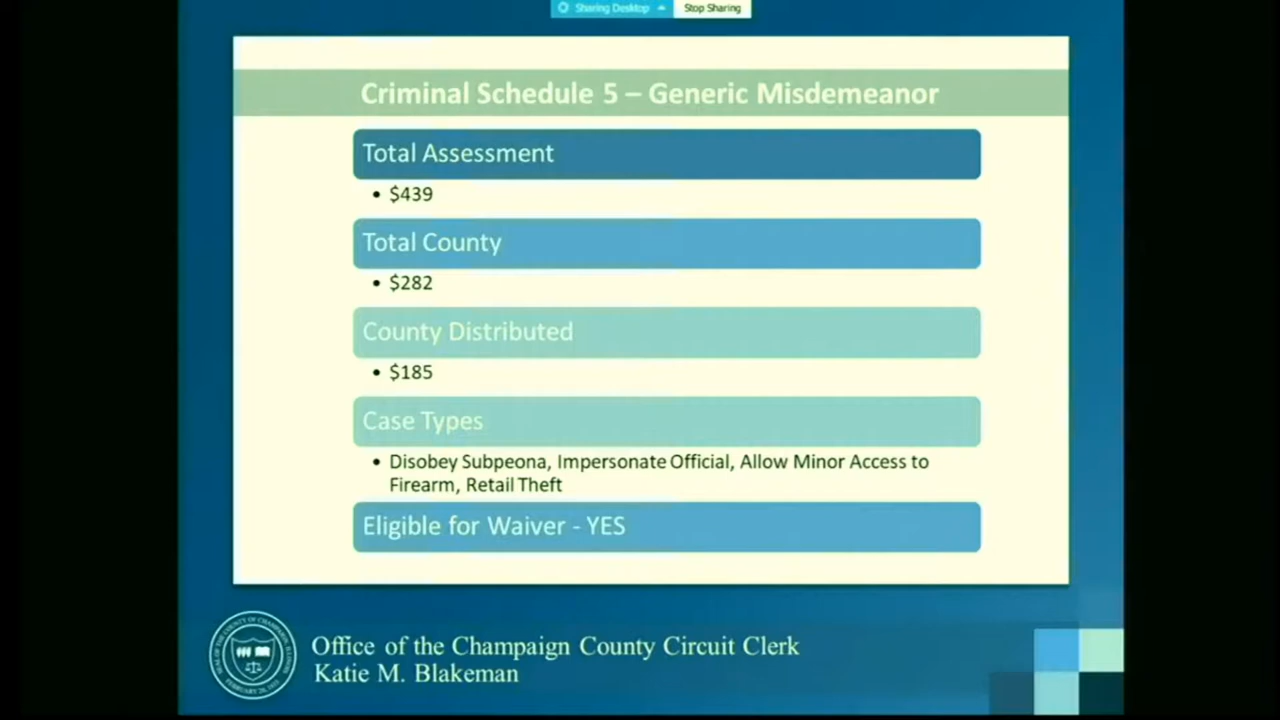 Sharing Desktop Stop Sharing
Criminal Schedule 5 – Generic Misdemeanor
Total Assessment
• $439
Total County
• $282
County Distributed
• $185
Case Types
• Disobey Subpeona, Impersonate Official, Allow Minor Access to
Firearm, Retail Theft
Eligible for Waiver - YES
Office of the Champaign County Circuit Clerk
Katie M. Blakeman